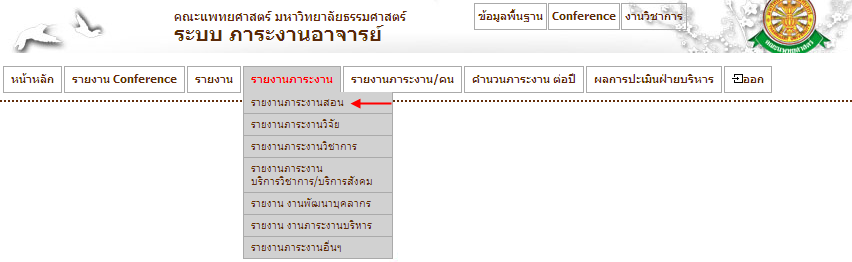 คณะแพทยศาสตร์ มหาวิทยาลัยธรรมศาสตร์
ระบบ ภาระงานอาจารย์
ข้อมูลพื้นฐาน Conference งานวิชาการ
หน้าหลัก รายงาน Conference รายงาน รายงานภาระงาน รายงานภาระงาน/คน คำนวนภาระงาน ต่อปี ผลการประเมินฝ่ายบริหาร ออก
รายงานภาระงานสอน
รายงานภาระงานวิจัย
รายงานภาระงานวิชาการ
รายงานภาระงาน
บริการวิชาการ/บริการสังคม
รายงาน งานพัฒนาบุคลากร
รายงาน งานภาระงานบริหาร
รายงานภาระงานอื่นๆ